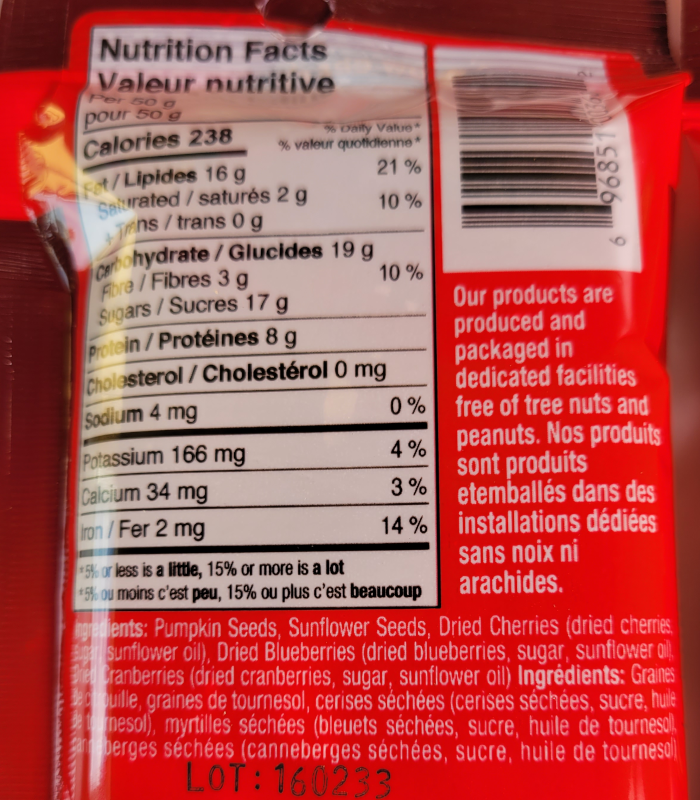 Nutrition Facts
Valeur nutritive
Per 50 g
pour 50 g
Calories 238
% Daily Value*
% valeur quotidienne*
Fat / Lipides 16 g 21 %
Saturated / saturés 2 g 10 %
+ Trans / trans 0 g
Carbohydrate / Glucides 19 g
Fibre / Fibres 3 g 10 %
Sugars / Sucres 17 g
Protein / Protéines 8 g
Cholesterol / Cholestérol 0 mg
Sodium 4 mg 0 %
Potassium 166 mg 4 %
Calcium 34 mg 3 %
Iron / Fer 2 mg 14 %
*5% or less is a little, 15% or more is a lot
*5% ou moins c'est peu, 15% ou plus c'est beaucoup
6 96851
Our products are
produced and
packaged in
dedicated facilities
free of tree nuts and
peanuts. Nos produits
sont produits
etemballés dans des
installations dédiées
sans noix ni
arachides.
Ingredients: Pumpkin Seeds, Sunflower Seeds, Dried Cherries (dried cherries,
sugar, sunflower oil), Dried Blueberries (dried blueberries, sugar, sunflower oil),
Dried Cranberries (dried cranberries, sugar, sunflower oil) Ingrédients: Graines
de citrouille, graines de tournesol, cerises séchées (cerises séchées, sucre, huile
de tournesol), myrtilles séchées (bleuets séchées, sucre, huile de tournesol),
canneberges séchées (canneberges séchées, sucre, huile de tournesol)
LOT: 160233